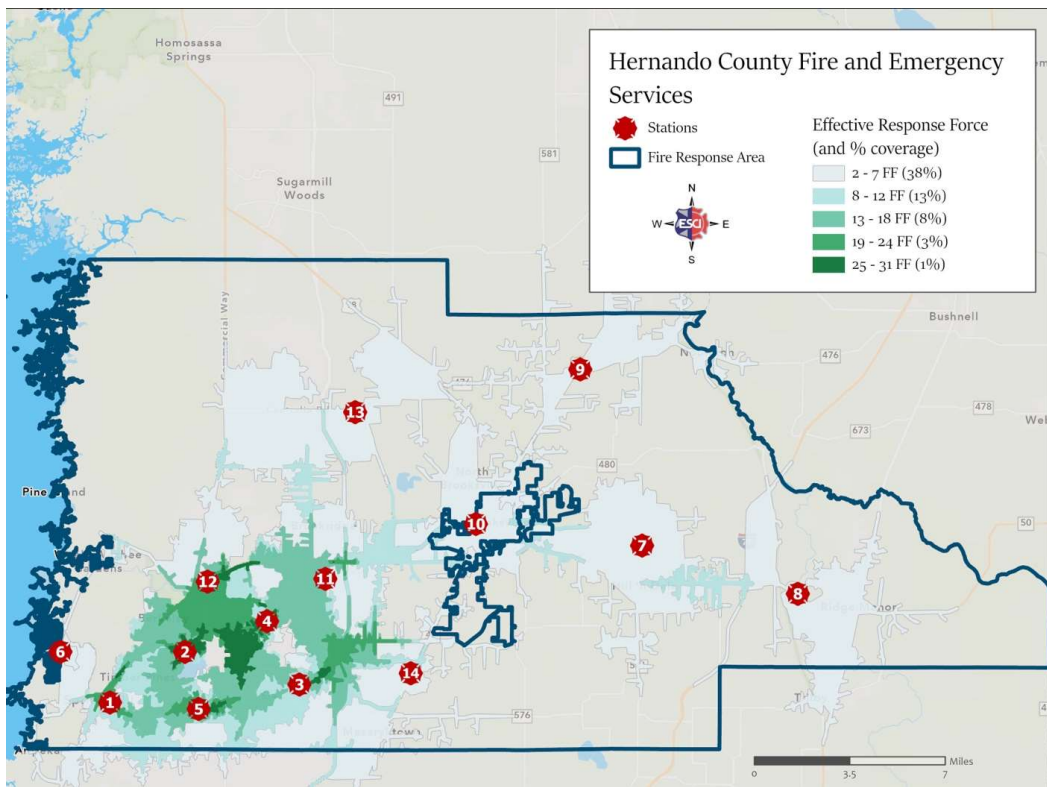 Homosassa
Springs
491
581
Sugarmill
Woods
Hernando County Fire and Emergency
Services
Stations
Fire Response Area
Effective Response Force
(and % coverage)
2 - 7 FF (38%)
8 - 12 FF (13%)
13 - 18 FF (8%)
19 - 24 FF (3%)
25 - 31 FF (1%)
N
W
ESCI
E
S
Bushnell
476
9
478
13
673
480
Pine
10
50
7
12
11
8
4
6
2
14
3
1
5
576
Miles
0
3.5
7